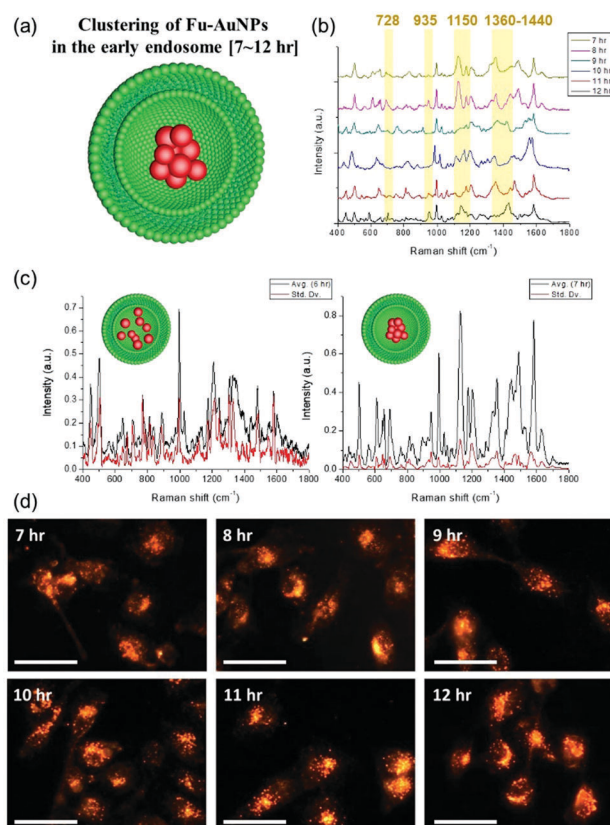 (a)
Clustering of Fu-AuNPs
in the early endosome [7~12 hr]
(b)
728 935 1150 1360-1440
7 hr
8 hr
9 hr
10 hr
11 hr
12 hr
Intensity (a.u.)
400 600 800 1000 1200 1400 1600 1800
Raman shift (cm-1)
(c)
Avg. (6 hr)
Std. Dv.
Intensity (a.u.)
0.7
0.6
0.5
0.4
0.3
0.2
0.1
0.0
400 600 800 1000 1200 1400 1600 1800
Raman shift (cm-1)
Avg. (7 hr)
Std. Dv.
Intensity (a.u.)
0.8
0.6
0.4
0.2
0.0
400 600 800 1000 1200 1400 1600 1800
Raman shift (cm-1)
(d)
7 hr
8 hr
9 hr
10 hr
11 hr
12 hr